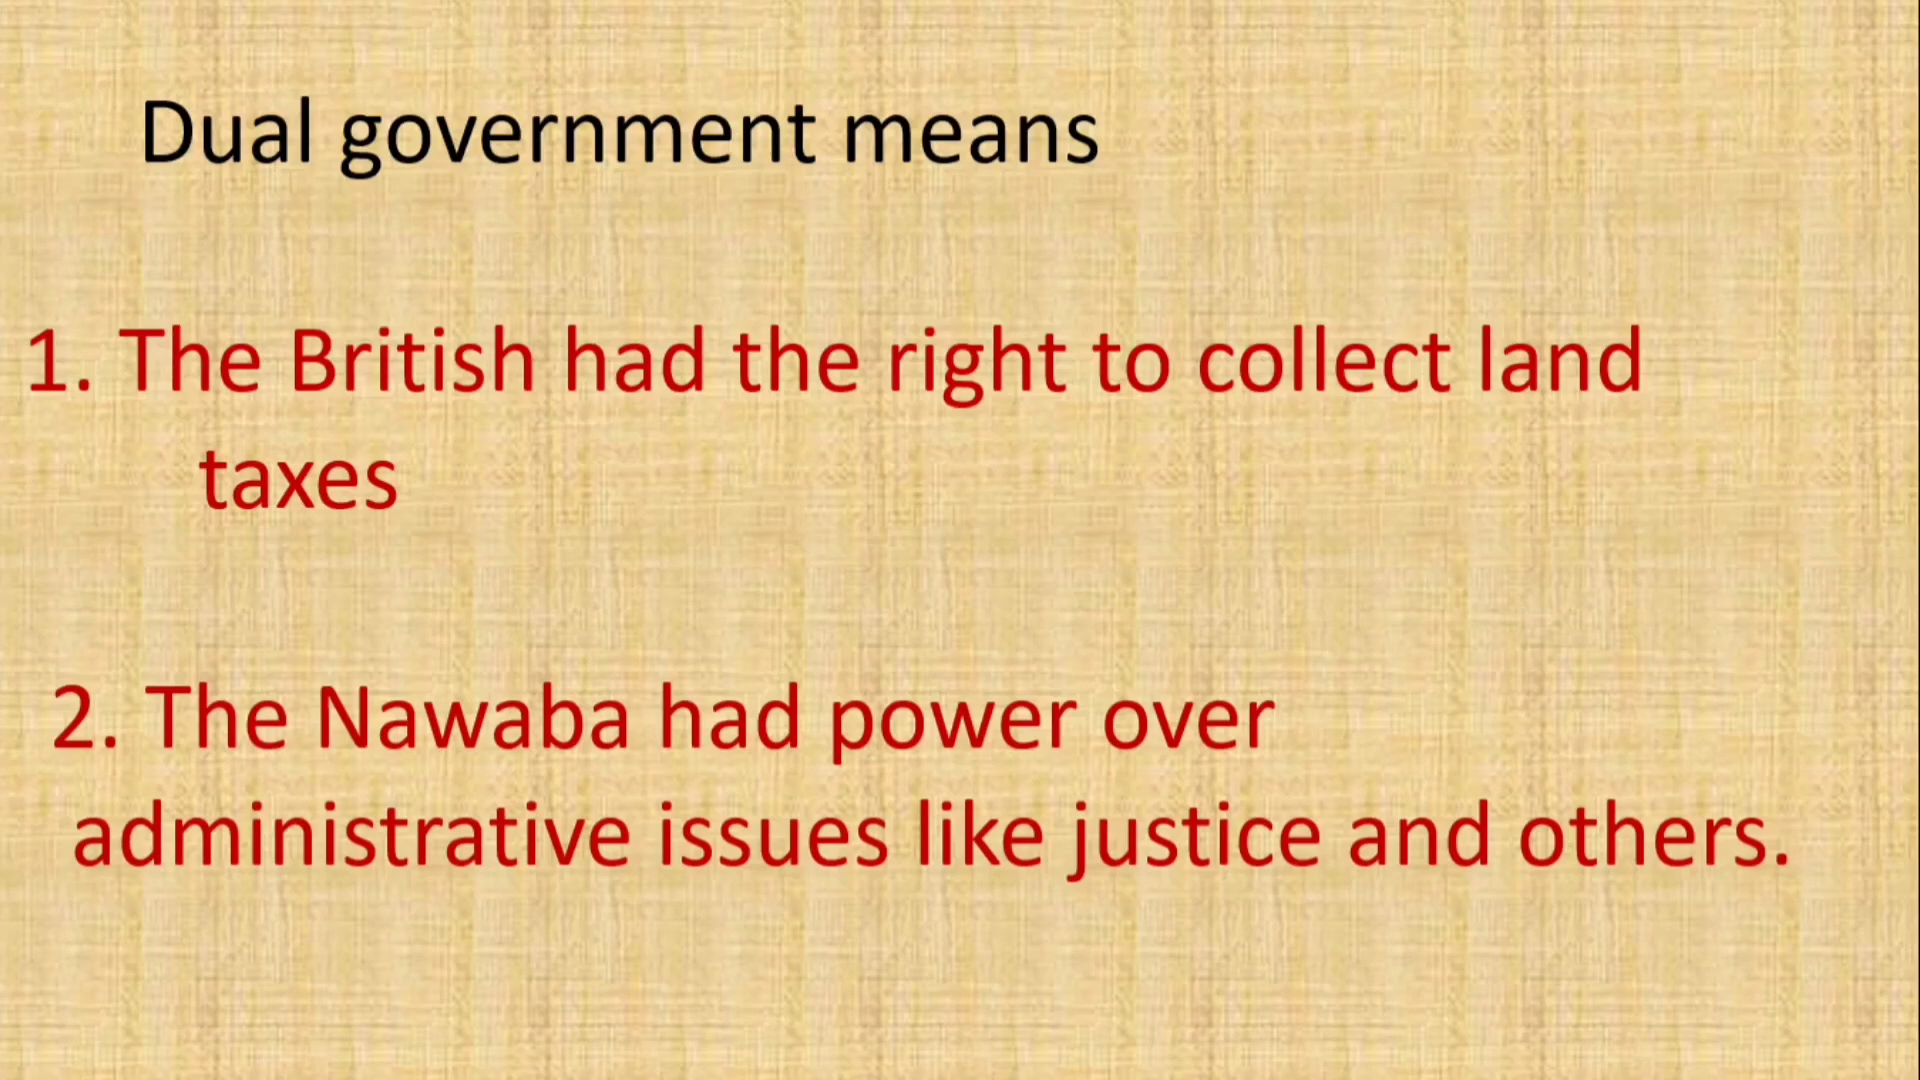 Dual government means
1. The British had the right to collect land
taxes
2. The Nawaba had power over
administrative issues like justice and others.